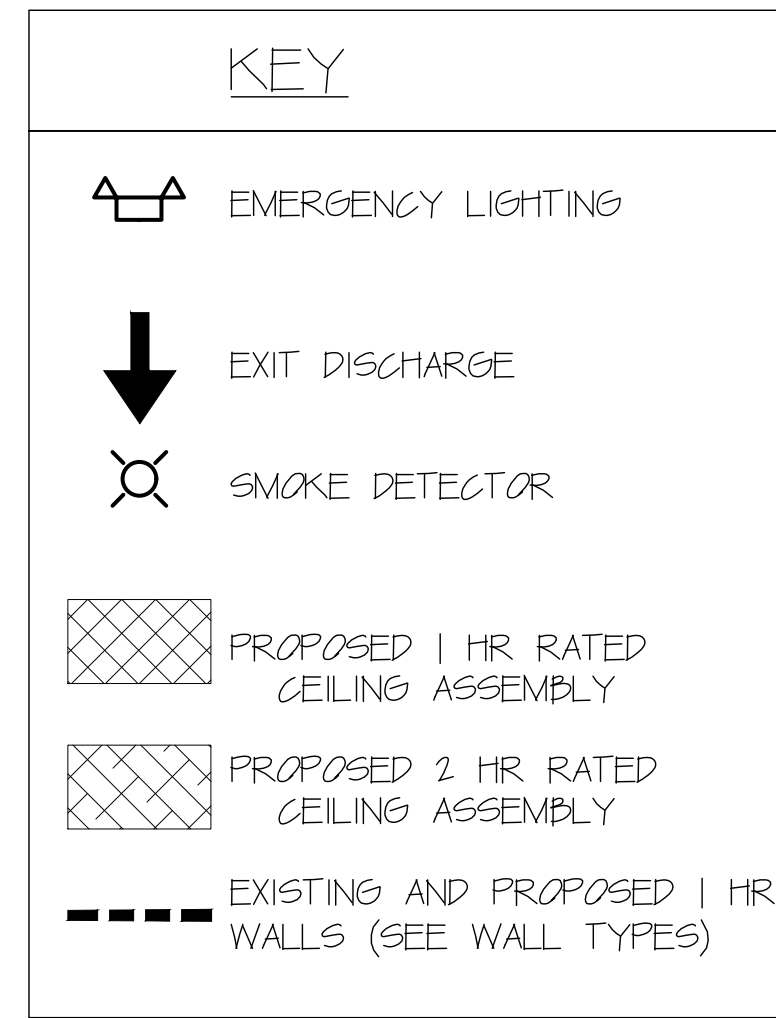 KEY
EMERGENCY LIGHTING
EXIT DISCHARGE
SMOKE DETECTOR
PROPOSED 1 HR RATED
CEILING ASSEMBLY
PROPOSED 2 HR RATED
CEILING ASSEMBLY
EXISTING AND PROPOSED 1 HR
WALLS (SEE WALL TYPES)